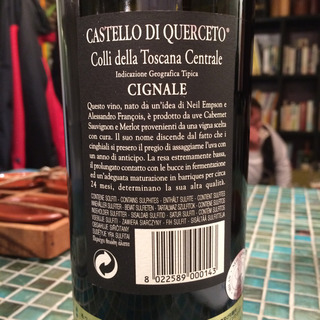 CASTELLO DI QUERCETO®
Colli della Toscana Centrale
Indicazione Geografica Tipica
CIGNALE
Questo vino, nato da un'idea di Neil Empson e
Alessandro François, è prodotto da uve Cabernet
Sauvignon e Merlot provenienti da una vigna scelta
con cura. Il suo nome discende dal fatto che i
cinghiali si presero il pregio di assaggiarne l'uva con
un anno di anticipo. La resa estremamente bassa,
il prolungato contatto con le bucce in fermentazione
ed un'adeguata maturazione in barriques per circa
24 mesi, determinano la sua alta qualità.
CONTIENE SOLFITI - CONTAINS SULPHITES - ENTHÄLT SULFITE - CONTIENT SULFITES
8 022589 000143